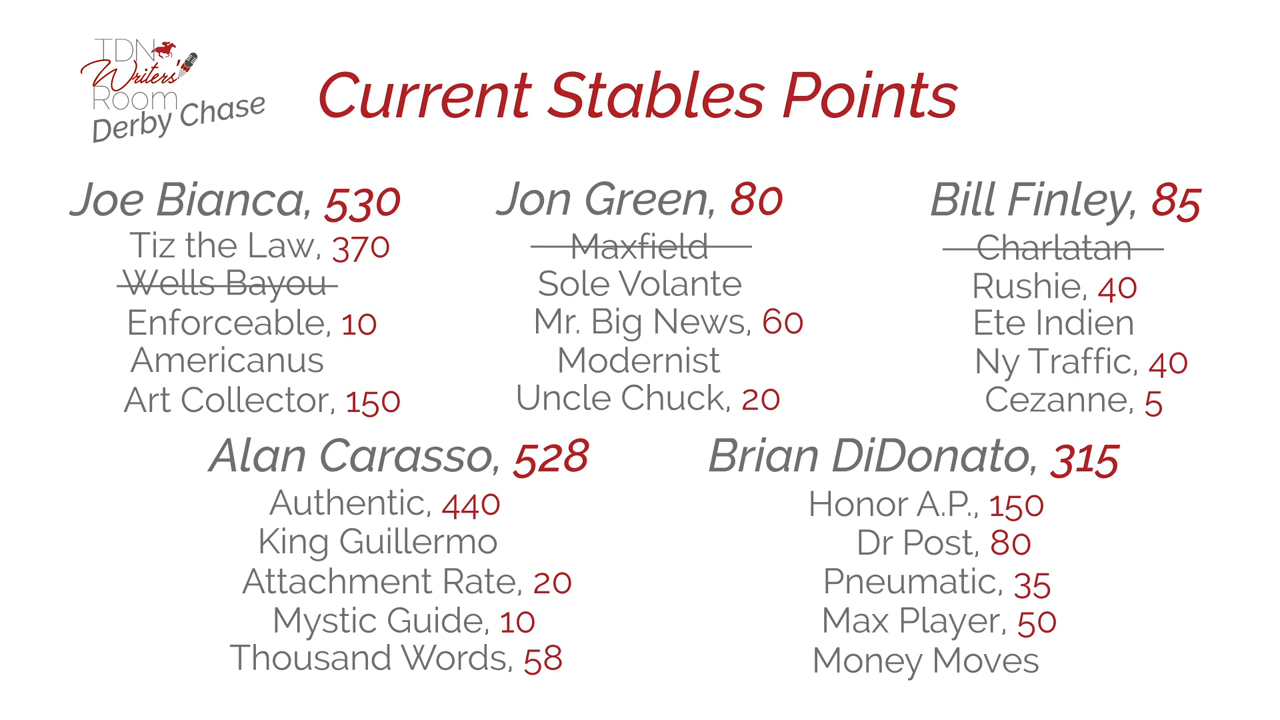 TDN
Writers'
Room
Derby Chase
Current Stables Points
Joe Bianca, 530
Tiz the Law, 370
Wells Bayou
Enforceable, 10
Americanus
Art Collector, 150
Jon Green, 80
Maxfield
Sole Volante
Mr. Big News, 60
Modernist
Uncle Chuck, 20
Bill Finley, 85
Charlatan
Rushie, 40
Ete Indien
Ny Traffic, 40
Cezanne, 5
Alan Carasso, 528
Authentic, 440
King Guillermo
Attachment Rate, 20
Mystic Guide, 10
Thousand Words, 58
Brian DiDonato, 315
Honor A.P., 150
Dr Post, 80
Pneumatic, 35
Max Player, 50
Money Moves